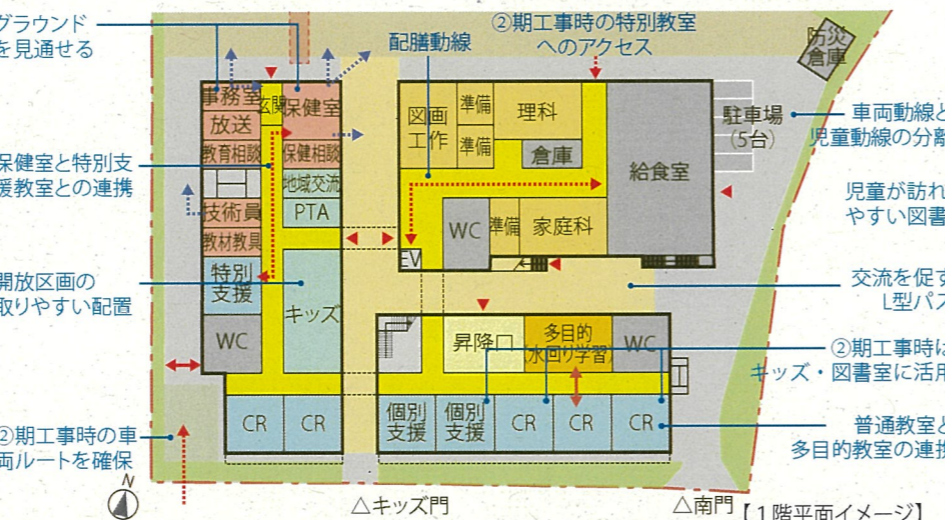 グラウンド
を見通せる
配膳動線
②期工事時の特別教室
へのアクセス
防災
倉庫
事務室
玄関
保健室
放送
教育相談
保健相談
地域交流
技術員
PTA
教材教具
特別
支援
キッズ
WC
CR
CR
図画
工作
準備
準備
理科
倉庫
給食室
WC
準備
家庭科
EV
駐車場
(5台)
車両動線と
児童動線の分離
保健室と特別支
援教室との連携
児童が訪れ
やすい図書
開放区画の
取りやすい配置
交流を促す
L型パス
昇降口
多目的
(水回り学習)
WC
②期工事時は
キッズ・図書室に活用
個別
支援
個別
支援
CR
CR
CR
普通教室と
多目的教室の連携
②期工事時の車
両ルートを確保
N
△キッズ門
△南門
【1階平面イメージ】